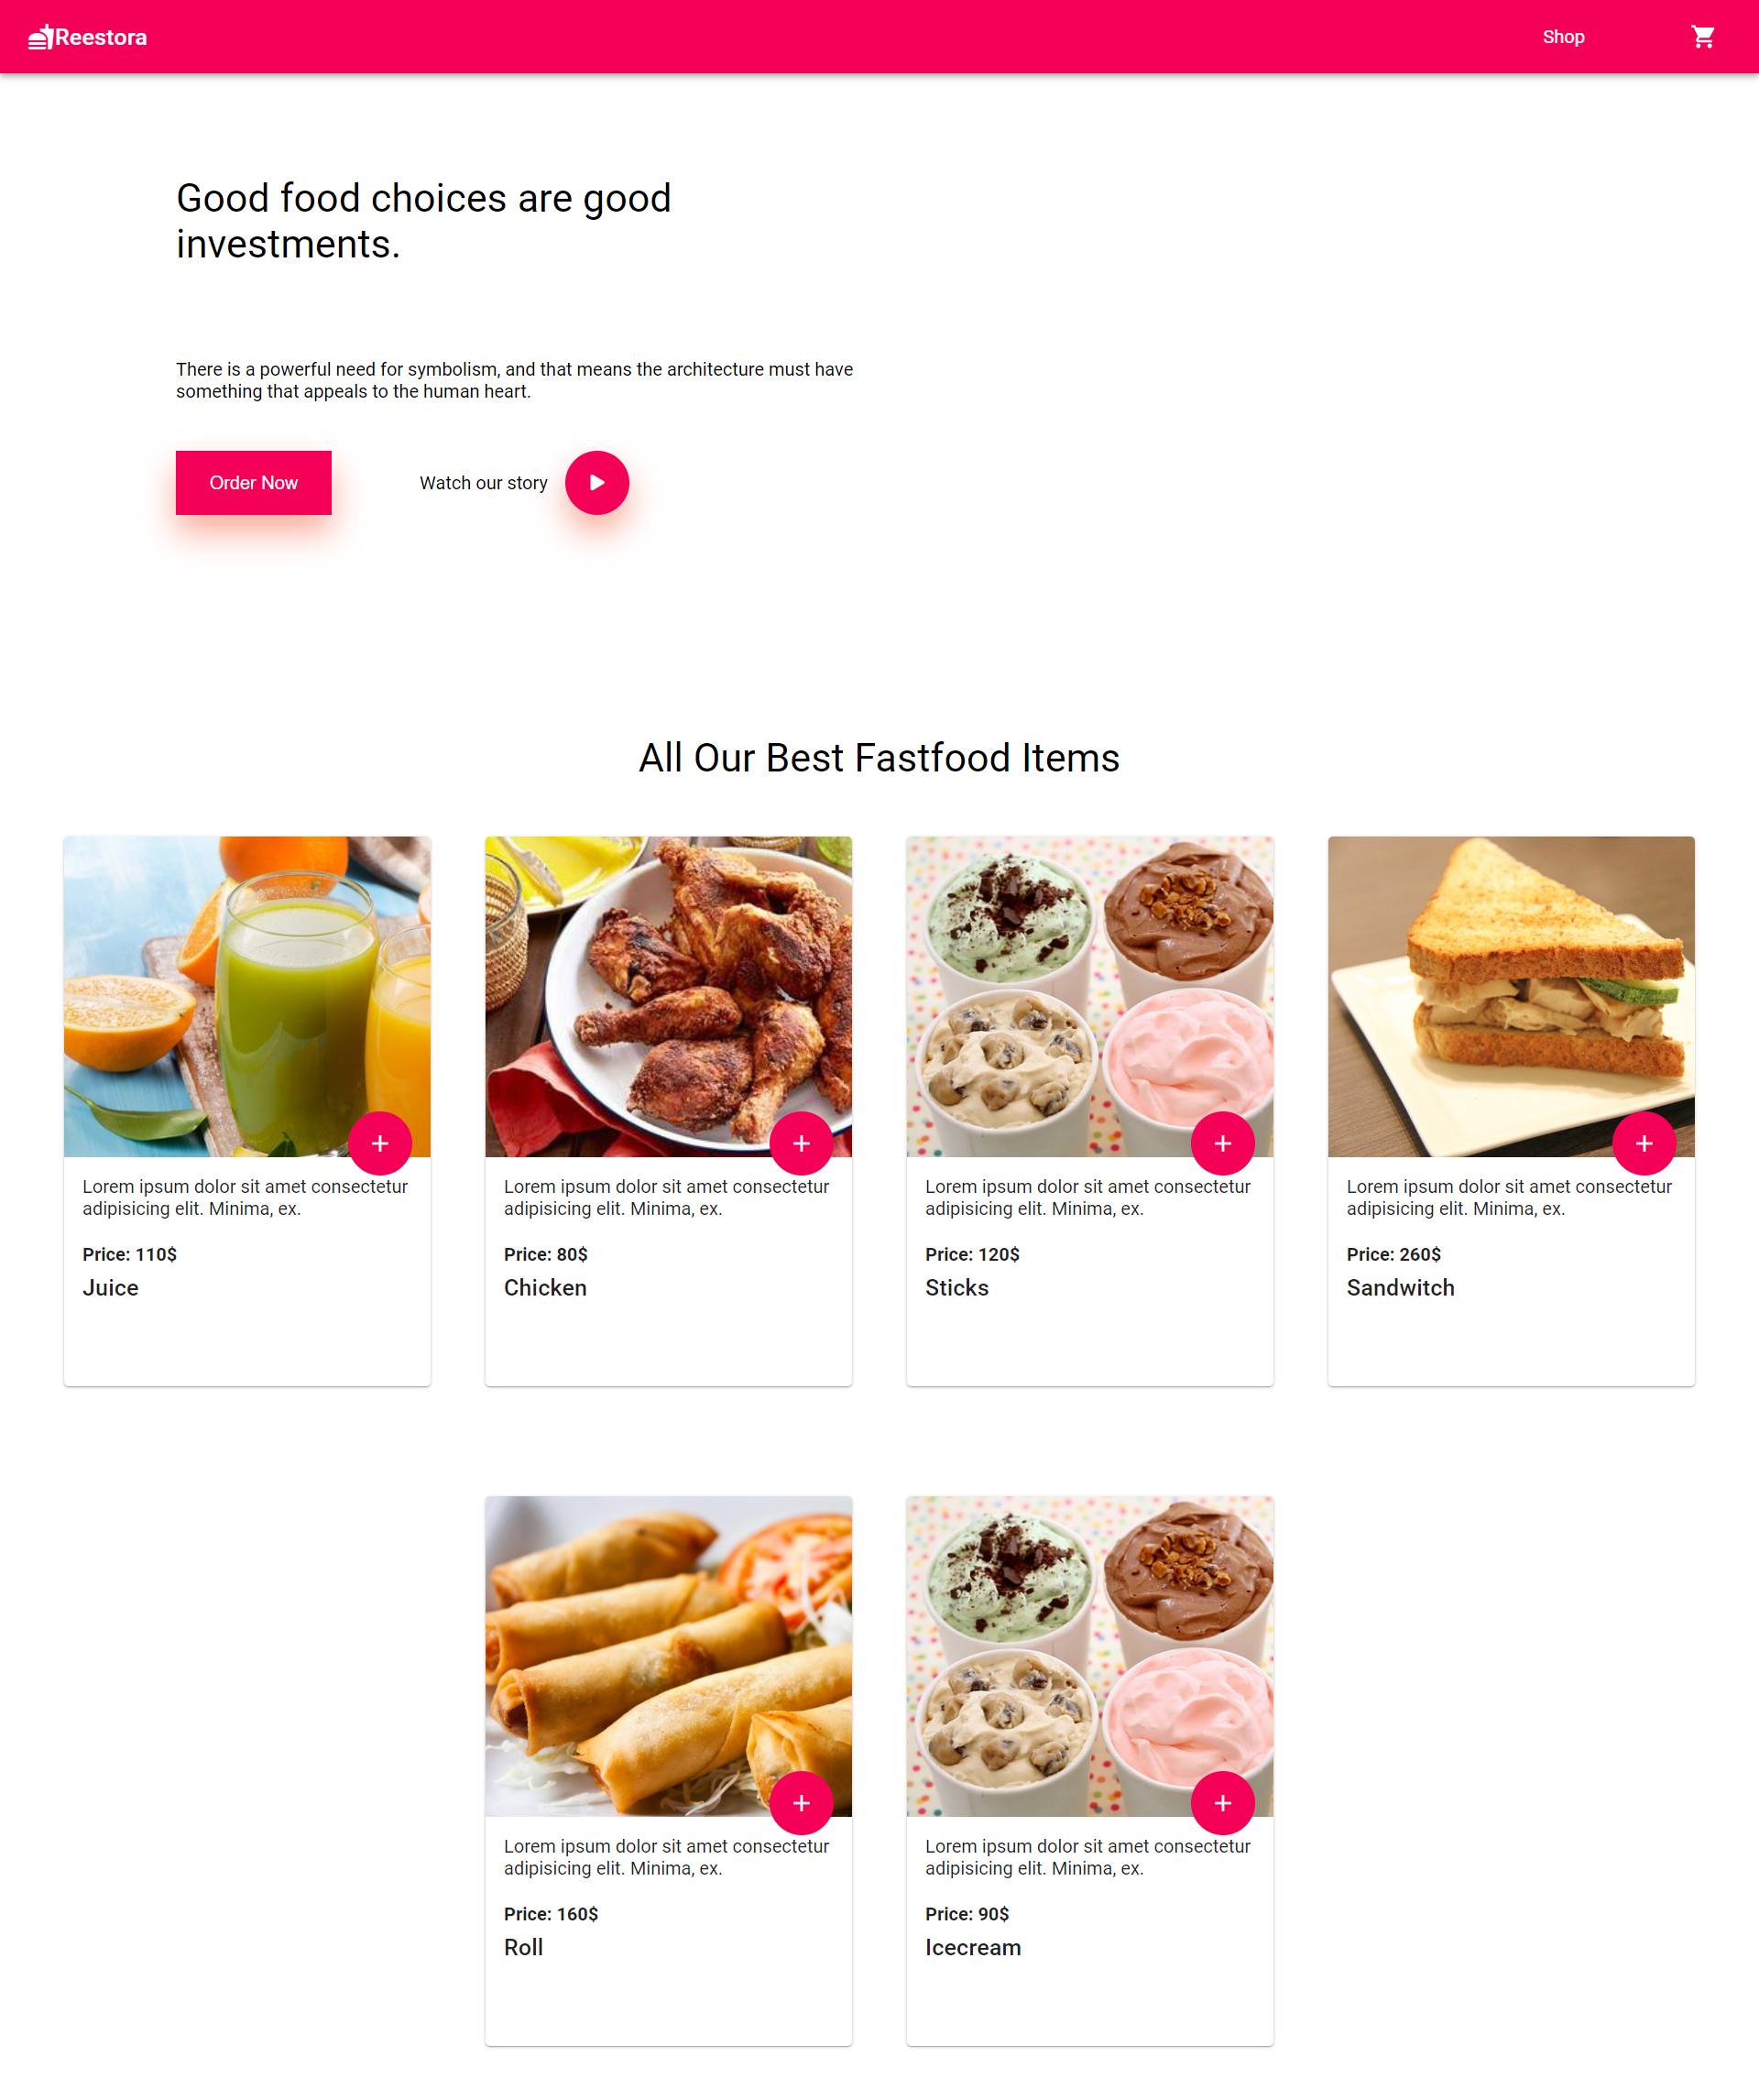 Reestora
Shop
Good food choices are good
investments.
There is a powerful need for symbolism, and that means the architecture must have
something that appeals to the human heart.
Order Now
Watch our story
All Our Best Fastfood Items
Lorem ipsum dolor sit amet consectetur
adipisicing elit. Minima, ex.
Price: 110$
Juice
Lorem ipsum dolor sit amet consectetur
adipisicing elit. Minima, ex.
Price: 80$
Chicken
Lorem ipsum dolor sit amet consectetur
adipisicing elit. Minima, ex.
Price: 120$
Sticks
Lorem ipsum dolor sit amet consectetur
adipisicing elit. Minima, ex.
Price: 260$
Sandwitch
Lorem ipsum dolor sit amet consectetur
adipisicing elit. Minima, ex.
Price: 160$
Roll
Lorem ipsum dolor sit amet consectetur
adipisicing elit. Minima, ex.
Price: 90$
Icecream